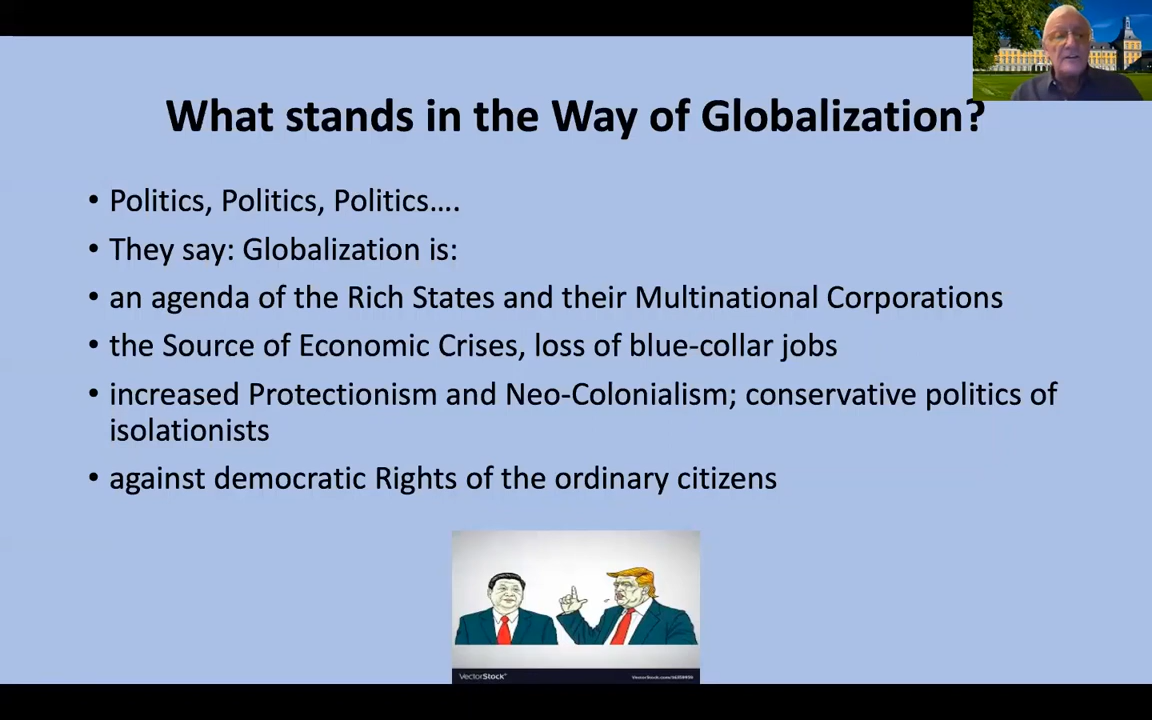 What stands in the Way of Globalization?
• Politics, Politics, Politics….
• They say: Globalization is:
• an agenda of the Rich States and their Multinational Corporations
• the Source of Economic Crises, loss of blue-collar jobs
• increased Protectionism and Neo-Colonialism; conservative politics of
isolationists
• against democratic Rights of the ordinary citizens
VectorStock®